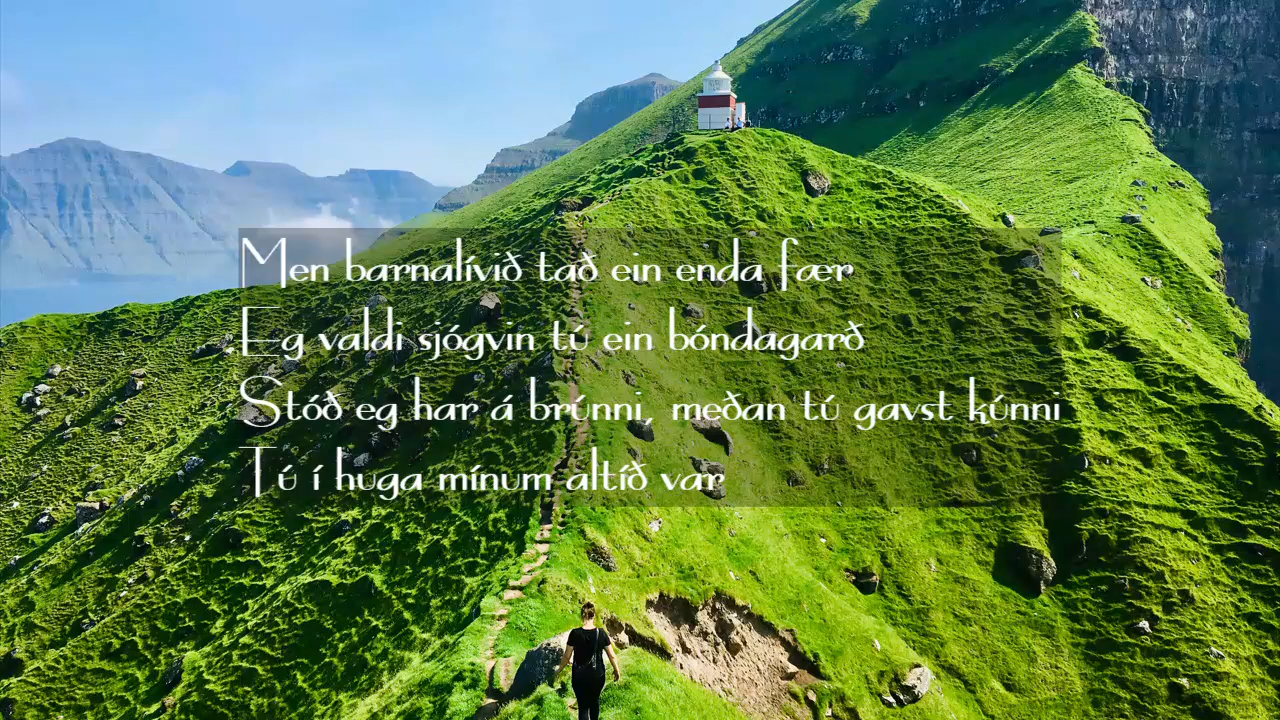 Men barnalívið tað ein enda fær
Eg valdi sjógvin tú ein bóndagarð
Stóð eg har á brúnni, meðan tú gavst kúnni
Tú í huga mínum altíð var